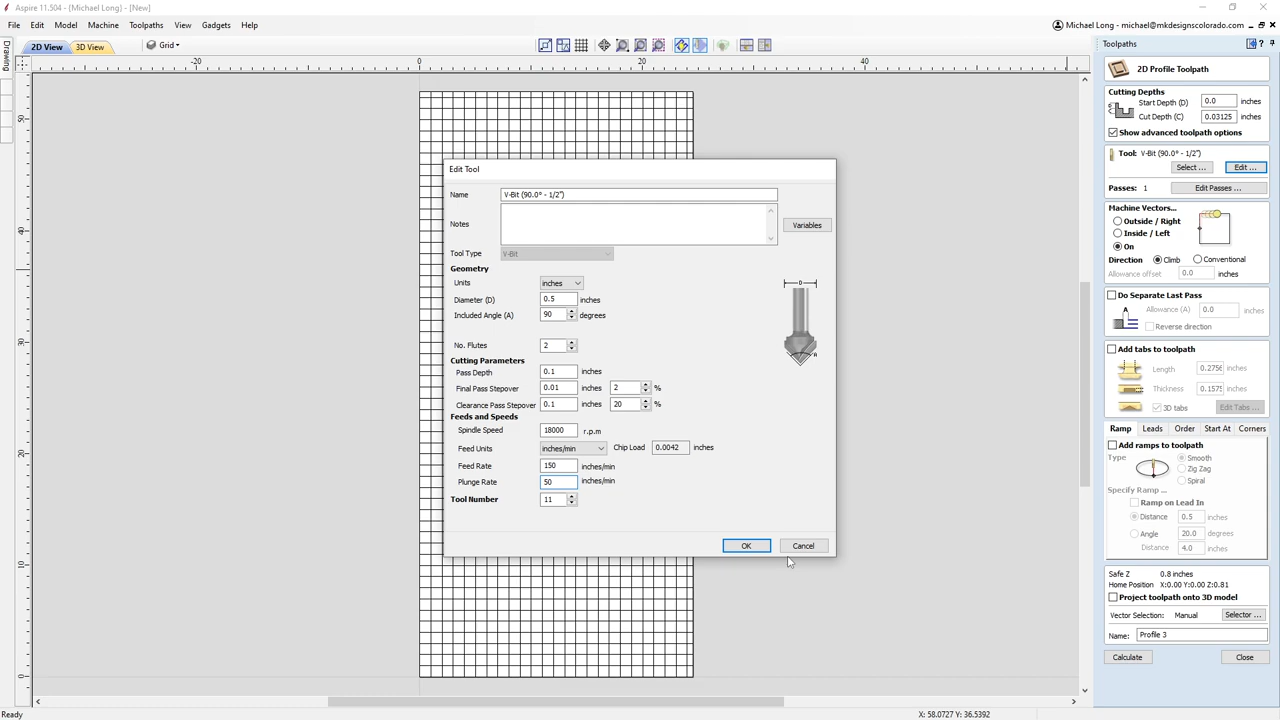 Aspire 11.504 - [Michael Long] - [New]
File Edit Model Machine Toolpaths View Gadgets Help
Michael Long - michael@mkdesignscolorado.com
Drawing
2D View 3D View Grid
Toolpaths
-20 0 20 40
50
40
30
20
10
0
Edit Tool
Name V-Bit (90.0° - 1/2")
Notes
Variables
Tool Type V-Bit
Geometry
Units inches
Diameter (D) 0.5 inches
Included Angle (A) 90 degrees
No. Flutes 2
Cutting Parameters
Pass Depth 0.1 inches
Final Pass Stepover 0.01 inches 2 %
Clearance Pass Stepover 0.1 inches 20 %
Feeds and Speeds
Spindle Speed 18000 r.p.m
Feed Units inches/min Chip Load 0.0042 inches
Feed Rate 150 inches/min
Plunge Rate 50 inches/min
Tool Number 11
D
A
OK Cancel
2D Profile Toolpath
Cutting Depths
Start Depth (D) 0.0 inches
Cut Depth (C) 0.03125 inches
Show advanced toolpath options
Tool: V-Bit (90.0° - 1/2")
Select ... Edit ...
Passes: 1 Edit Passes ...
Machine Vectors...
Outside / Right
Inside / Left
On
Direction Climb Conventional
Allowance offset 0.0 inches
Do Separate Last Pass
A
Allowance (A) 0.0 inches
Reverse direction
Add tabs to toolpath
Length 0.2756 inches
Thickness 0.1575 inches
3D tabs Edit Tabs ...
Ramp Leads Order Start At Corners
Add ramps to toolpath
Type Smooth
Zig Zag
Spiral
Specify Ramp ...
Ramp on Lead In
Distance 0.5 inches
Angle 20.0 degrees
Distance 4.0 inches
Safe Z 0.8 inches
Home Position X:0.00 Y:0.00 Z:0.81
Project toolpath onto 3D model
Vector Selection: Manual Selector ...
Name: Profile 3
Calculate Close
Ready
X: 58.0727 Y: 36.5392